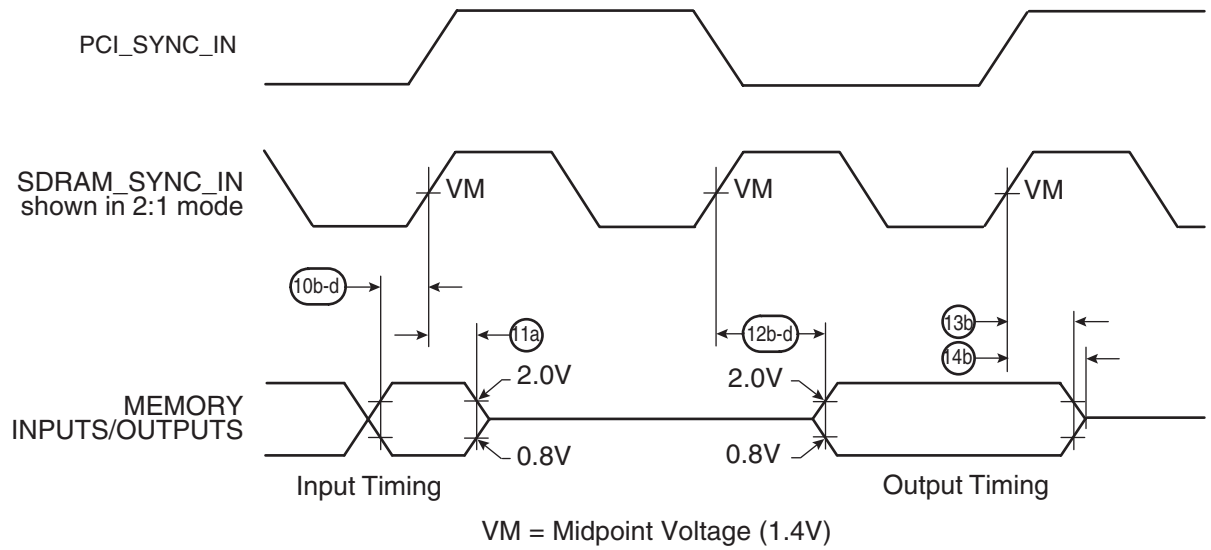 PCI_SYNC_IN
SDRAM_SYNC_IN
shown in 2:1 mode
VM
VM
VM
10b-d
11a
12b-d
13b
14b
MEMORY
INPUTS/OUTPUTS
2.0V
0.8V
2.0V
0.8V
Input Timing
Output Timing
VM = Midpoint Voltage (1.4V)